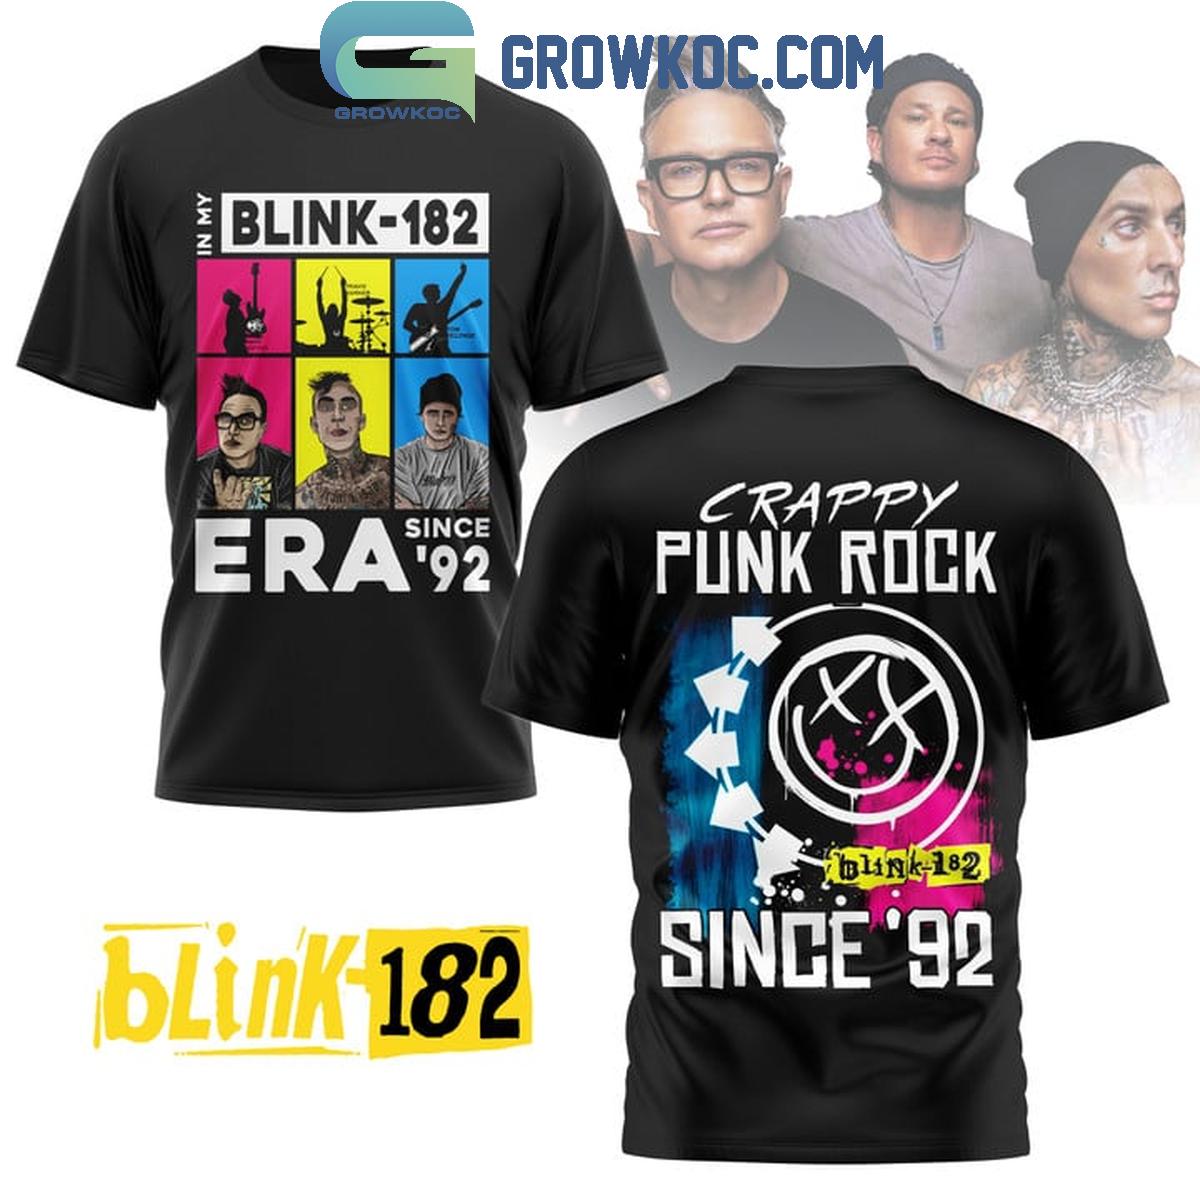 GROWKOC
GROWKOC.COM
IN MY
BLINK-182
ERA SINCE
'92
CRAPPY
PUNK ROCK
blink-182
SINCE '92
bLinK-182